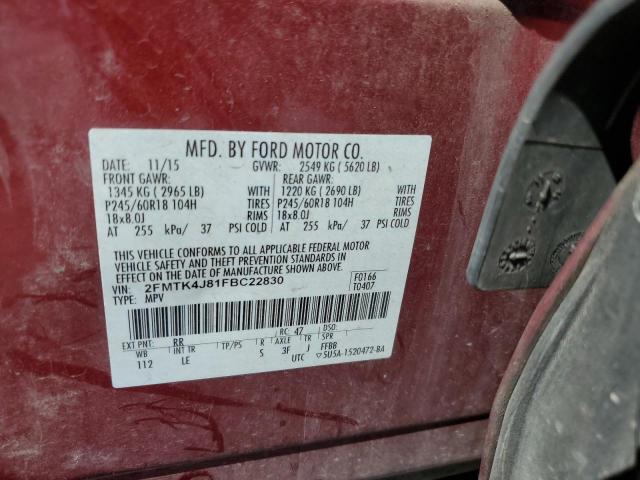 MFD. BY FORD MOTOR CO.
DATE: 11/15 GVWR: 2549 KG ( 5620 LB)
FRONT GAWR: REAR GAWR:
1345 KG ( 2965 LB) WITH 1220 KG ( 2690 LB) WITH
P245/60R18 104H TIRES P245/60R18 104H TIRES
18x8.0J RIMS 18x8.0J RIMS
AT 255 kPa/ 37 PSI COLD AT 255 kPa/ 37 PSI COLD
THIS VEHICLE CONFORMS TO ALL APPLICABLE FEDERAL MOTOR
VEHICLE SAFETY AND THEFT PREVENTION STANDARDS IN
EFFECT ON THE DATE OF MANUFACTURE SHOWN ABOVE.
VIN: 2FMTK4J81FBC22830 F0166
TYPE: MPV T0407
EXT PNT: RR RC: 47 DSO:
WB INT TR TP/PS R AXLE TR SPR
112 LE S 3F J FFBB
UTC 5U5A-1520472-BA